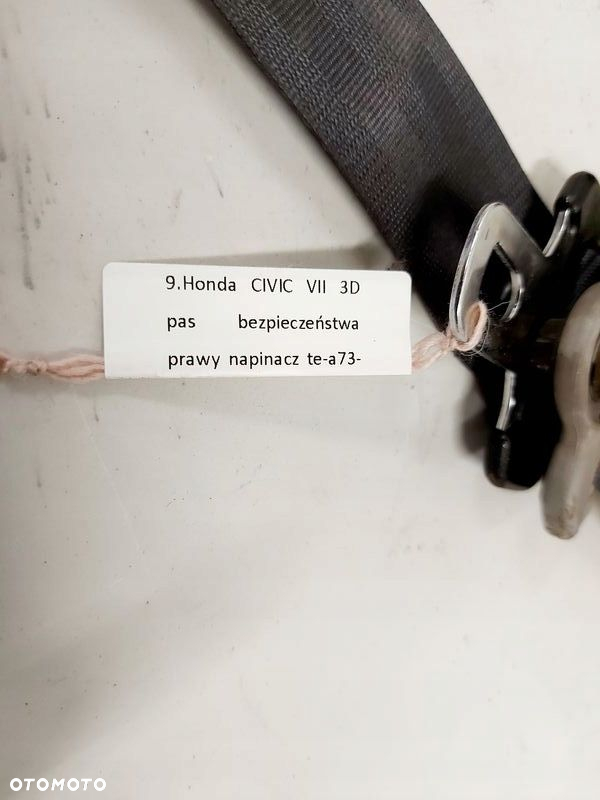 9.Honda CIVIC VII 3D
pas bezpieczeństwa
prawy napinacz te-a73-
OTOMOTO